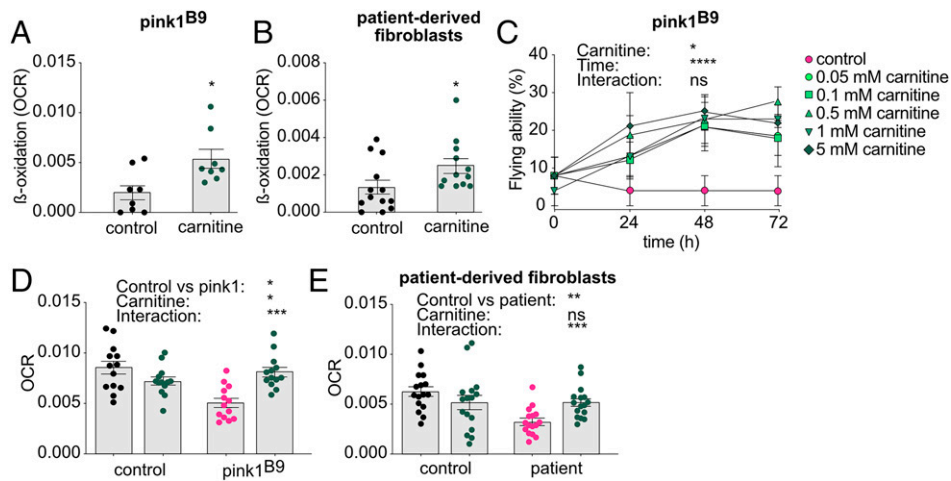 A
pink1B9
ß-oxidation (OCR)
0.015
0.010
0.005
0.000
*
control
carnitine
B
patient-derived
fibroblasts
ß-oxidation (OCR)
0.008
0.006
0.004
0.002
0.000
*
control
carnitine
C
pink1B9
Carnitine: *
Time: ****
Interaction: ns
Flying ability (%)
40
30
20
10
0
0
24
48
72
time (h)
control
0.05 mM carnitine
0.1 mM carnitine
0.5 mM carnitine
1 mM carnitine
5 mM carnitine
D
Control vs pink1: *
Carnitine: *
Interaction: ***
OCR
0.015
0.010
0.005
0.000
control
pink1B9
E
patient-derived fibroblasts
Control vs patient: **
Carnitine: ns
Interaction: ***
OCR
0.015
0.010
0.005
0.000
control
patient